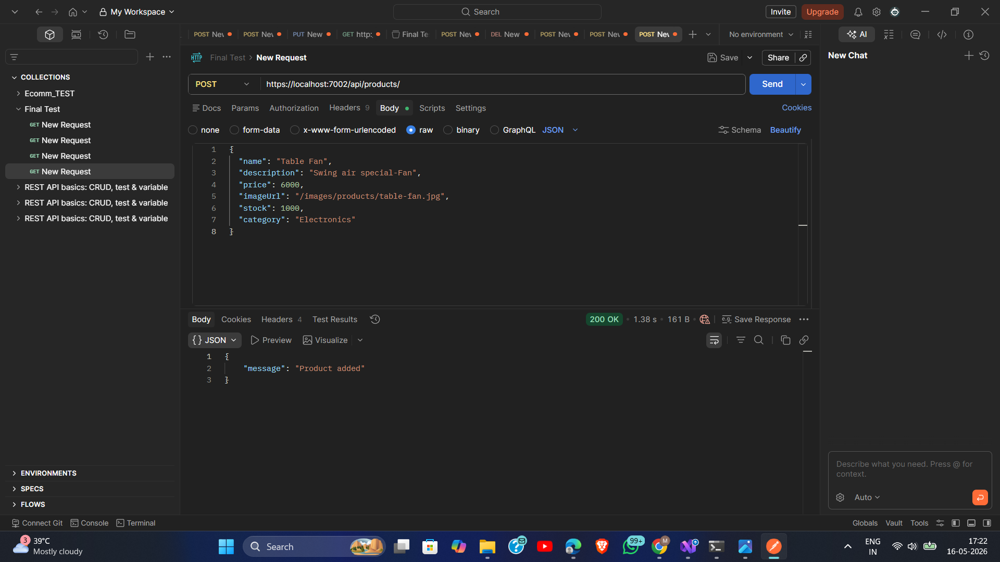 My Workspace
Search
Invite
Upgrade
POST Nev
POST Nev
PUT New
GET http:
Final Te
POST Nev
DEL New
POST Nev
POST Nev
POST Nev
No environment
AI
HTTP Final Test > New Request
Save
Share
New Chat
COLLECTIONS
Ecomm_TEST
Final Test
GET New Request
GET New Request
GET New Request
GET New Request
REST API basics: CRUD, test & variable
REST API basics: CRUD, test & variable
REST API basics: CRUD, test & variable
POST
https://localhost:7002/api/products/
Send
Docs Params Authorization Headers 9 Body Scripts Settings
Cookies
none form-data x-www-form-urlencoded raw binary GraphQL JSON
Schema Beautify
1 {
2 "name": "Table Fan",
3 "description": "Swing air special-Fan",
4 "price": 6000,
5 "imageUrl": "/images/products/table-fan.jpg",
6 "stock": 1000,
7 "category": "Electronics"
8 }
Body Cookies Headers 4 Test Results
200 OK • 1.38 s • 161 B
e.g. Save Response
{} JSON Preview Visualize
1 {
2 "message": "Product added"
3 }
ENVIRONMENTS
SPECS
FLOWS
Describe what you need. Press @ for
context.
Auto
Connect Git Console Terminal
Globals Vault Tools
3
39°C
Mostly cloudy
Search
99+
M
ENG
IN
17:22
16-05-2026